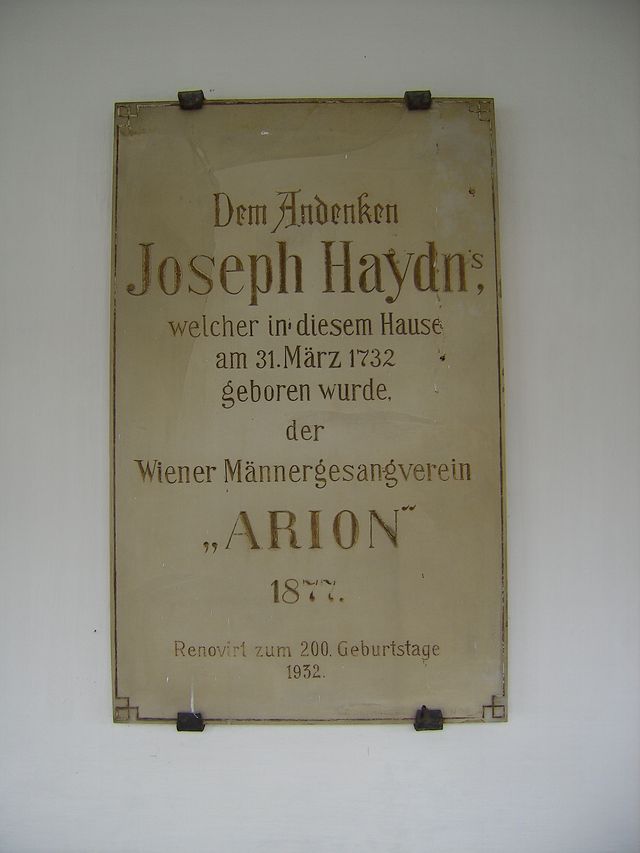 Dem Andenken
Joseph Haydn's,
welcher in diesem Hause
am 31. März 1732
geboren wurde,
der
Wiener Männergesangverein
„ARION“
1877.
Renovirt zum 200. Geburtstage
1932.